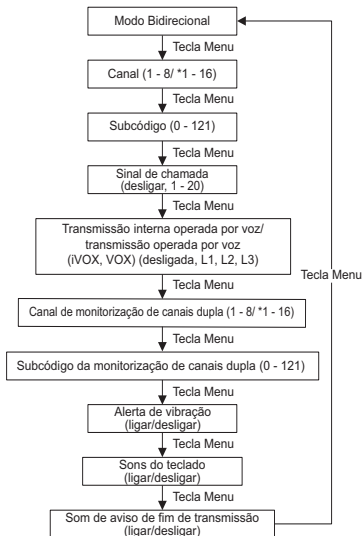 Modo Bidirecional
Tecla Menu
Canal (1 - 8/ *1 - 16)
Tecla Menu
Subcódigo (0 - 121)
Tecla Menu
Sinal de chamada
(desligar, 1 - 20)
Tecla Menu
Transmissão interna operada por voz/
transmissão operada por voz
(iVOX, VOX) (desligada, L1, L2, L3)
Tecla Menu
Tecla Menu
Canal de monitorização de canais dupla (1 - 8/ *1 - 16)
Tecla Menu
Subcódigo da monitorização de canais dupla (0 - 121)
Tecla Menu
Alerta de vibração
(ligar/desligar)
Tecla Menu
Sons do teclado
(ligar/desligar)
Tecla Menu
Som de aviso de fim de transmissão
(ligar/desligar)